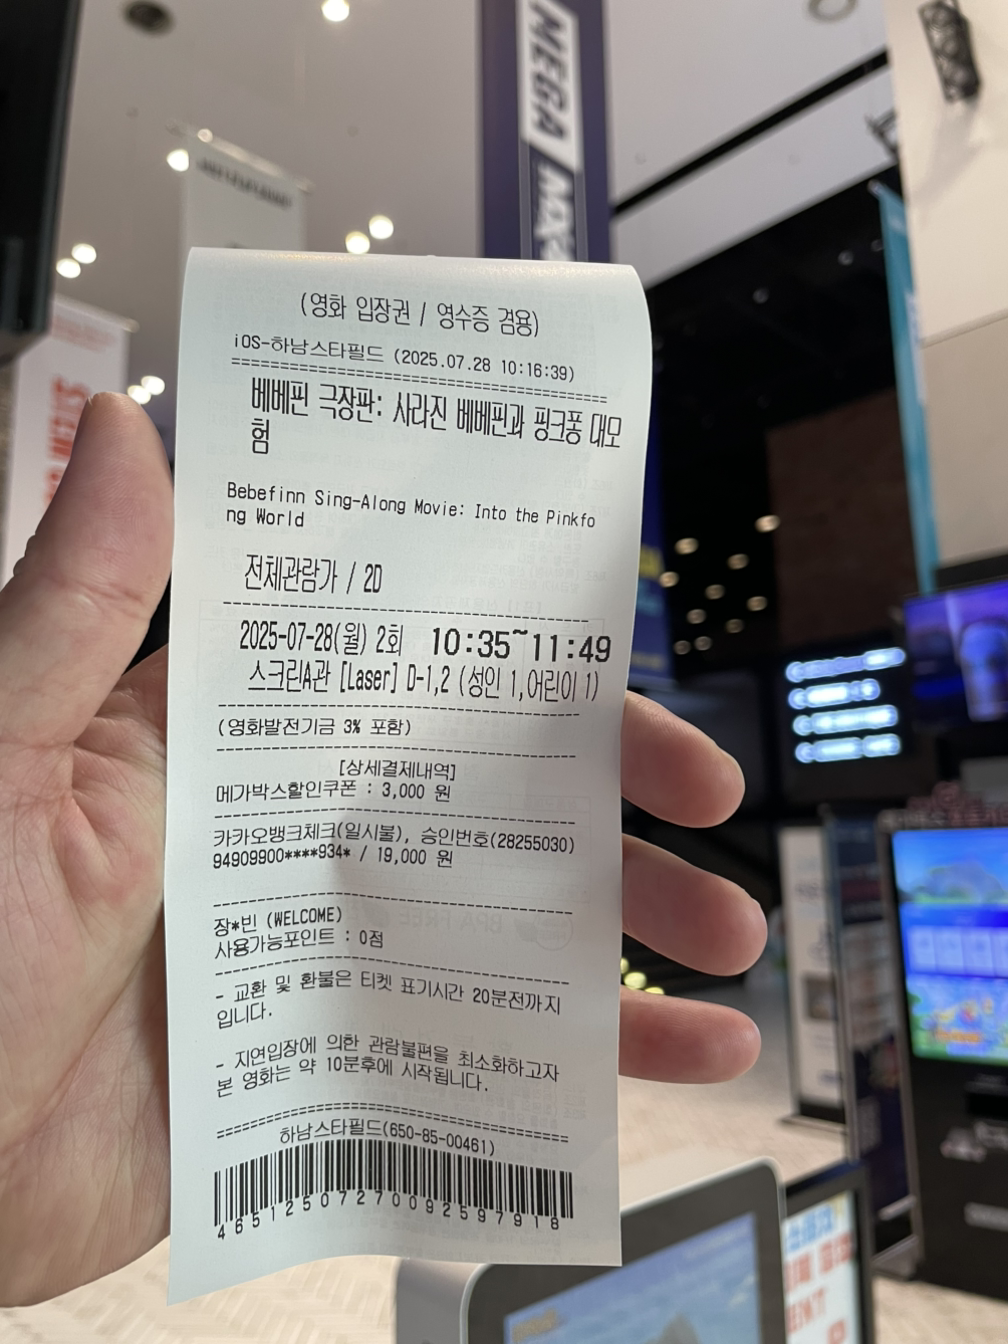 MEGA
(영화 입장권 / 영수증 겸용)
iOS-하남스타필드 (2025.07.28 10:16:39)
베베핀 극장판: 사라진 베베핀과 핑크퐁 대모
험
Bebefinn Sing-Along Movie: Into the Pinkfo
ng World
전체관람가 / 2D
2025-07-28(월) 2회 10:35~11:49
스크린A관 [Laser] D-1,2 (성인 1,어린이 1)
(영화발전기금 3% 포함)
[상세결제내역]
메가박스할인쿠폰 : 3,000 원
카카오뱅크체크(일시불), 승인번호(28255030)
94909800****934* / 19,000 원
장*빈 (WELCOME)
사용가능포인트 : 0점
- 교환 및 환불은 티켓 표기시간 20분전까지
입니다.
- 지연입장에 의한 관람불편을 최소화하고자
본 영화는 약 10분후에 시작됩니다.
하남스타필드(650-85-00461)
46512507270092597918